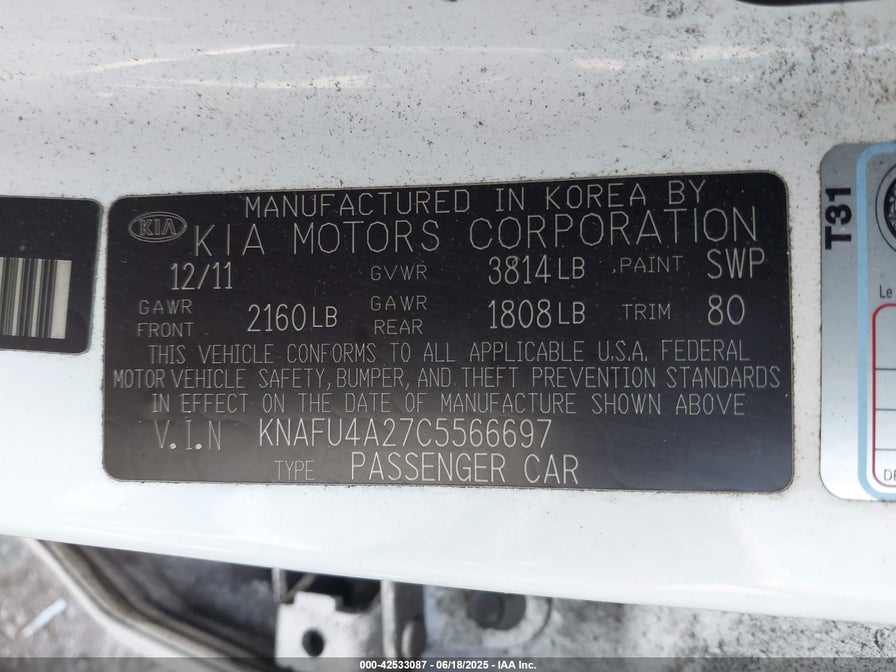 MANUFACTURED IN KOREA BY
KIA KIA MOTORS CORPORATION
12/11 GVWR 3814 LB PAINT SWP
GAWR FRONT 2160 LB GAWR REAR 1808 LB TRIM 80
THIS VEHICLE CONFORMS TO ALL APPLICABLE U.S.A. FEDERAL
MOTOR VEHICLE SAFETY, BUMPER, AND THEFT PREVENTION STANDARDS
IN EFFECT ON THE DATE OF MANUFACTURE SHOWN ABOVE
V.I.N KNAFU4A27C5566697
TYPE PASSENGER CAR
T31
Le
DE
000-42533087 - 06/18/2025 - IAA Inc.